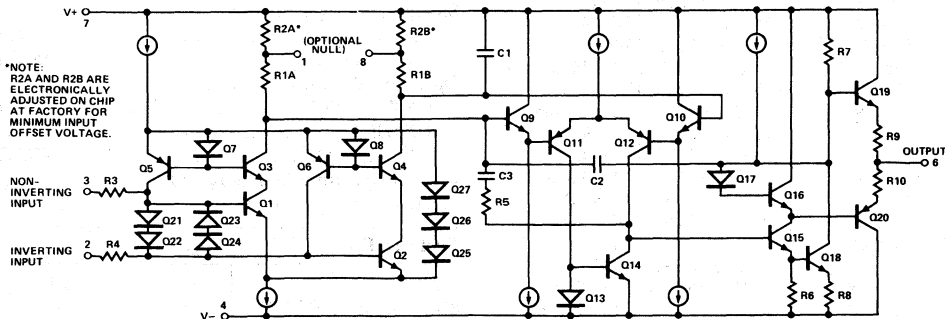 V+
7
R2A*
(OPTIONAL
NULL)
1
8
R2B*
R1A
R1B
C1
*NOTE:
R2A AND R2B ARE
ELECTRONICALLY
ADJUSTED ON CHIP
AT FACTORY FOR
MINIMUM INPUT
OFFSET VOLTAGE.
R7
Q19
Q9
Q11
Q12
Q10
Q5
Q7
Q3
Q6
Q8
Q4
R9
OUTPUT
6
R10
NON-
INVERTING
INPUT
3
R3
Q1
Q27
C3
C2
Q17
Q16
R5
Q20
Q21
Q23
Q26
Q22
Q24
Q25
INVERTING
INPUT
2
R4
Q2
Q15
Q14
Q18
Q13
R6
R8
V−
4